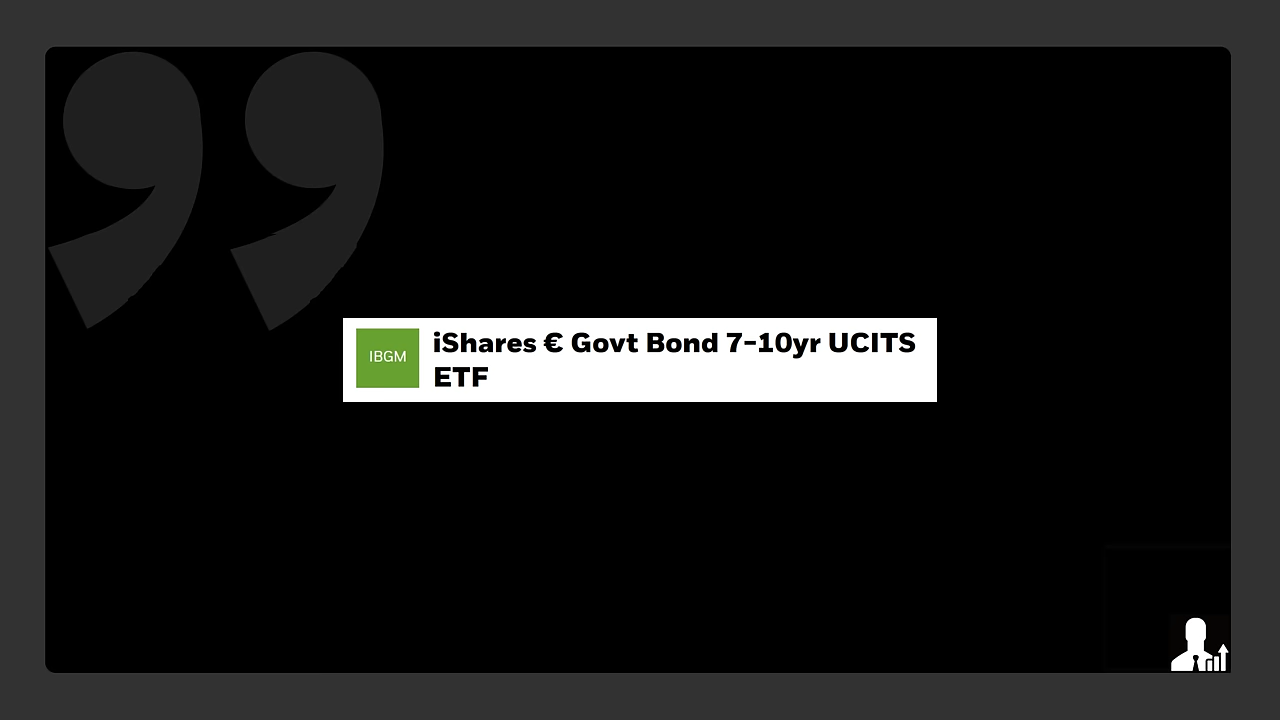 IBGM
iShares € Govt Bond 7-10yr UCITS
ETF